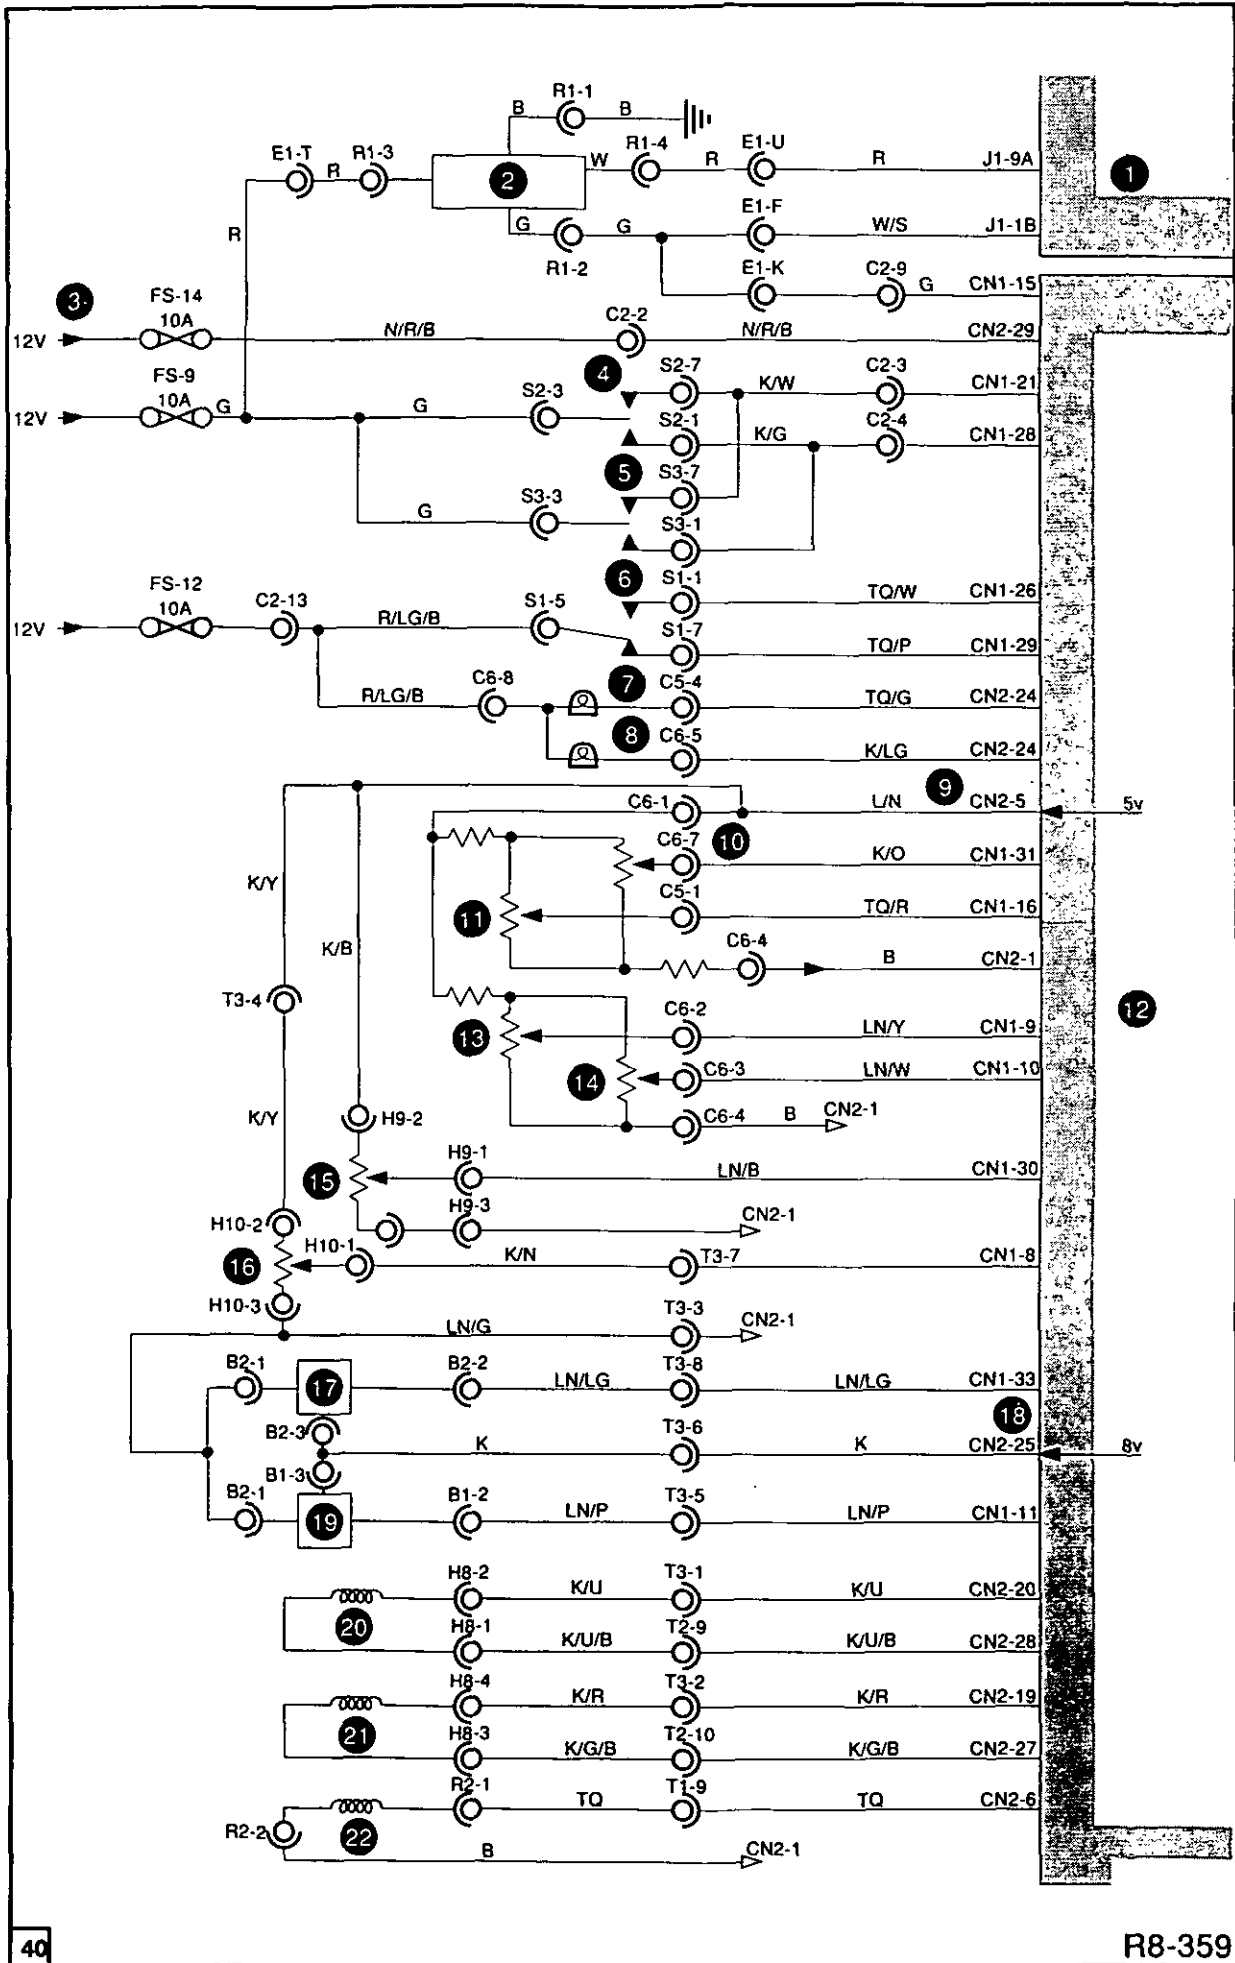 R1-1
B B
E1-T R R1-3 2 W R1-4 R E1-U R J1-9A 1
G G E1-F W/S J1-1B
R R1-2
E1-K C2-9 G CN1-15
3 FS-14
10A N/R/B C2-2 N/R/B CN2-29
12V
4 S2-7 K/W C2-3 CN1-21
FS-9
10A G G S2-3
12V
S2-1 K/G C2-4 CN1-28
5 S3-7
G S3-3
S3-1
6 S1-1 TQ/W CN1-26
FS-12
10A C2-13 R/LG/B S1-5
12V
S1-7 TQ/P CN1-29
R/LG/B C6-8 7 C5-4 TQ/G CN2-24
8 C6-5 K/LG CN2-24
C6-1 L/N 9 CN2-5 5v
10
C6-7 K/O CN1-31
K/Y
11 C5-1 TQ/R CN1-16
K/B
C6-4 B CN2-1
T3-4 12
13 C6-2 LN/Y CN1-9
14 C6-3 LN/W CN1-10
K/Y H9-2 C6-4 B CN2-1
15 H9-1 LN/B CN1-30
H9-3 CN2-1
H10-2
16 H10-1 K/N T3-7 CN1-8
H10-3
LN/G T3-3 CN2-1
B2-1 17 B2-2 LN/LG T3-8 LN/LG CN1-33
18
B2-3 K T3-6 K CN2-25 8v
B1-3
B2-1 19 B1-2 LN/P T3-5 LN/P CN1-11
H8-2 K/U T3-1 K/U CN2-20
20
H8-1 K/U/B T2-9 K/U/B CN2-28
H8-4 K/R T3-2 K/R CN2-19
21
H8-3 K/G/B T2-10 K/G/B CN2-27
R2-1 TQ T1-9 TQ CN2-6
R2-2 22
B CN2-1
40
R8-359